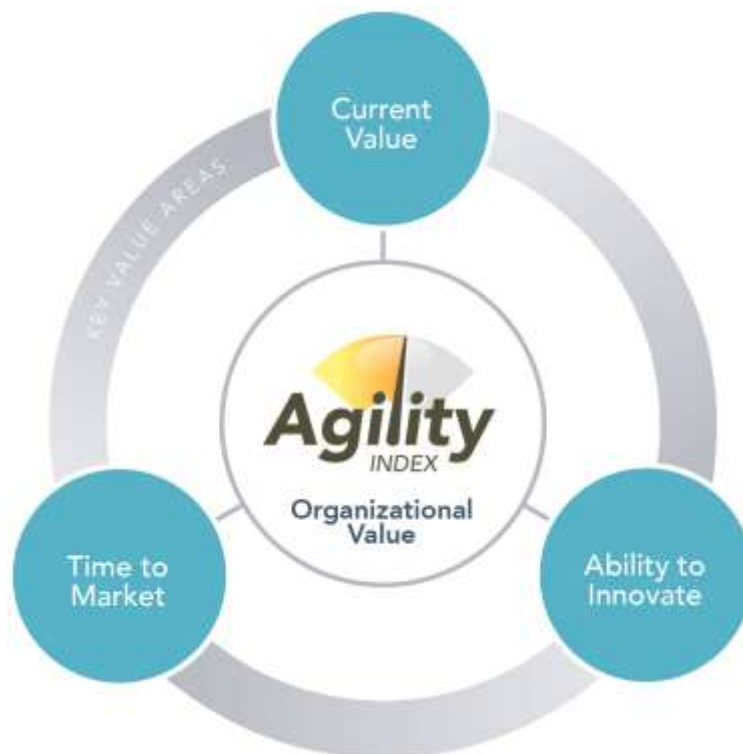 Current
Value
KEY VALUE AREAS
Agility
INDEX
Organizational
Value
Time to
Market
Ability to
Innovate